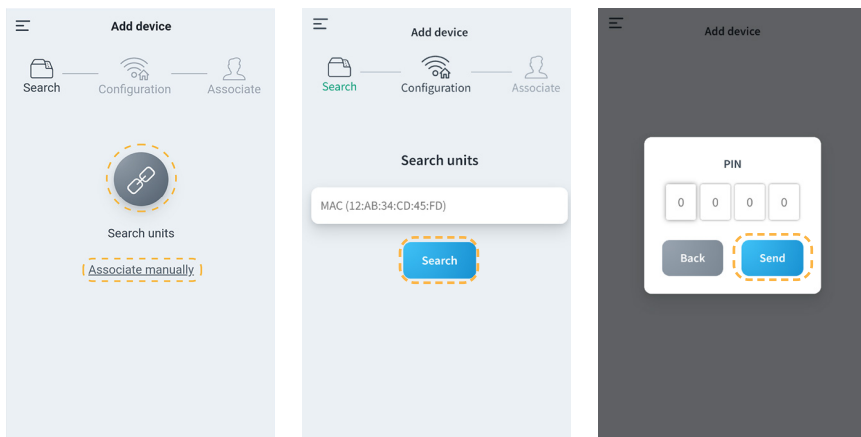 Add device
Search
Configuration
Associate
Search units
Associate manually
Add device
Search
Configuration
Associate
Search units
MAC (12:AB:34:CD:45:FD)
Search
Add device
PIN
0 0 0 0
Back
Send